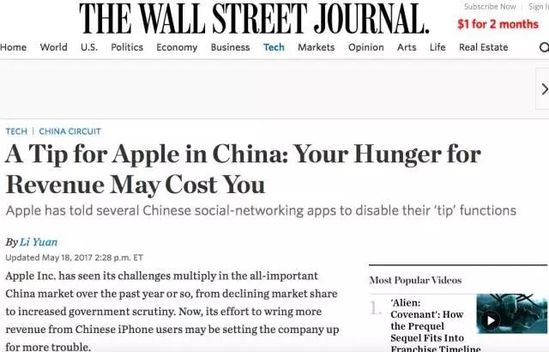 THE WALL STREET JOURNAL.
Subscribe Now
$1 for 2 months
Home World U.S. Politics Economy Business Tech Markets Opinion Arts Life Real Estate
TECH | CHINA CIRCUIT
A Tip for Apple in China: Your Hunger for
Revenue May Cost You
Apple has told several Chinese social-networking apps to disable their ‘tip’ functions
By Li Yuan
Updated May 18, 2017 2:28 p.m. ET
Apple Inc. has seen its challenges multiply in the all-important
China market over the past year or so, from declining market share
to increased government scrutiny. Now, its effort to wring more
revenue from Chinese iPhone users may be setting the company up
for more trouble.
Most Popular Videos
1.
'Alien:
Covenant': How
the Prequel
Sequel Fits Into
Franchise Timeline